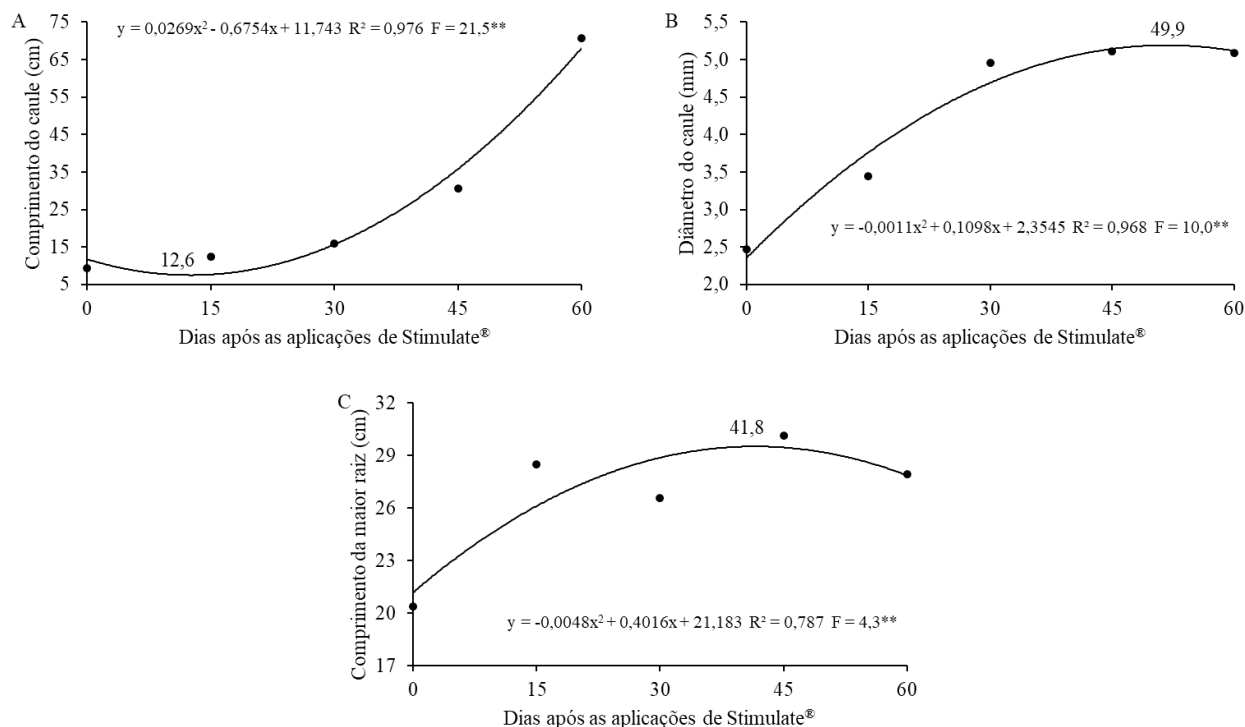 A
y = 0,0269x² - 0,6754x + 11,743 R² = 0,976 F = 21,5**
Comprimento do caule (cm)
75
65
55
45
35
25
15
5
12,6
0 15 30 45 60
Dias após as aplicações de Stimulate®
B
Diâmetro do caule (mm)
5,5
5,0
4,5
4,0
3,5
3,0
2,5
2,0
49,9
y = -0,0011x² + 0,1098x + 2,3545 R² = 0,968 F = 10,0**
0 15 30 45 60
Dias após as aplicações de Stimulate®
C
Comprimento da maior raiz (cm)
32
29
26
23
20
17
41,8
y = -0,0048x² + 0,4016x + 21,183 R² = 0,787 F = 4,3**
0 15 30 45 60
Dias após as aplicações de Stimulate®